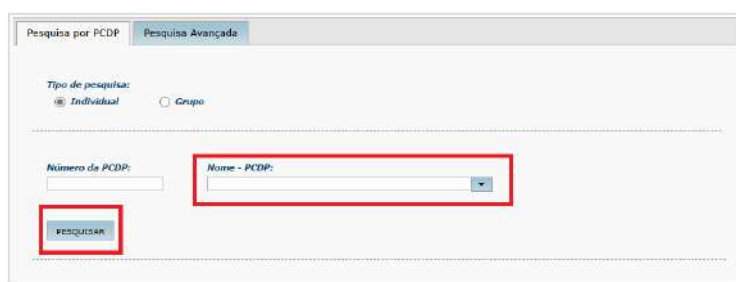 Pesquisa por PCDP Pesquisa Avançada
Tipo de pesquisa:
Individual Grupo
Número da PCDP: Nome - PCDP:
PESQUISAR